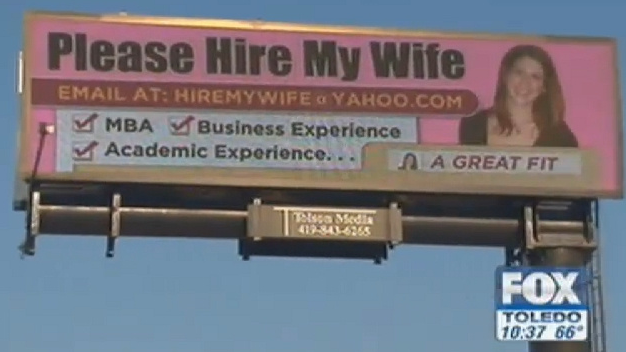 Please Hire My Wife
EMAIL AT: HIREMYWIFE@YAHOO.COM
MBA Business Experience
Academic Experience...
A GREAT FIT
Tolson Media
419-843-6265
FOX
TOLEDO
10:37 66°